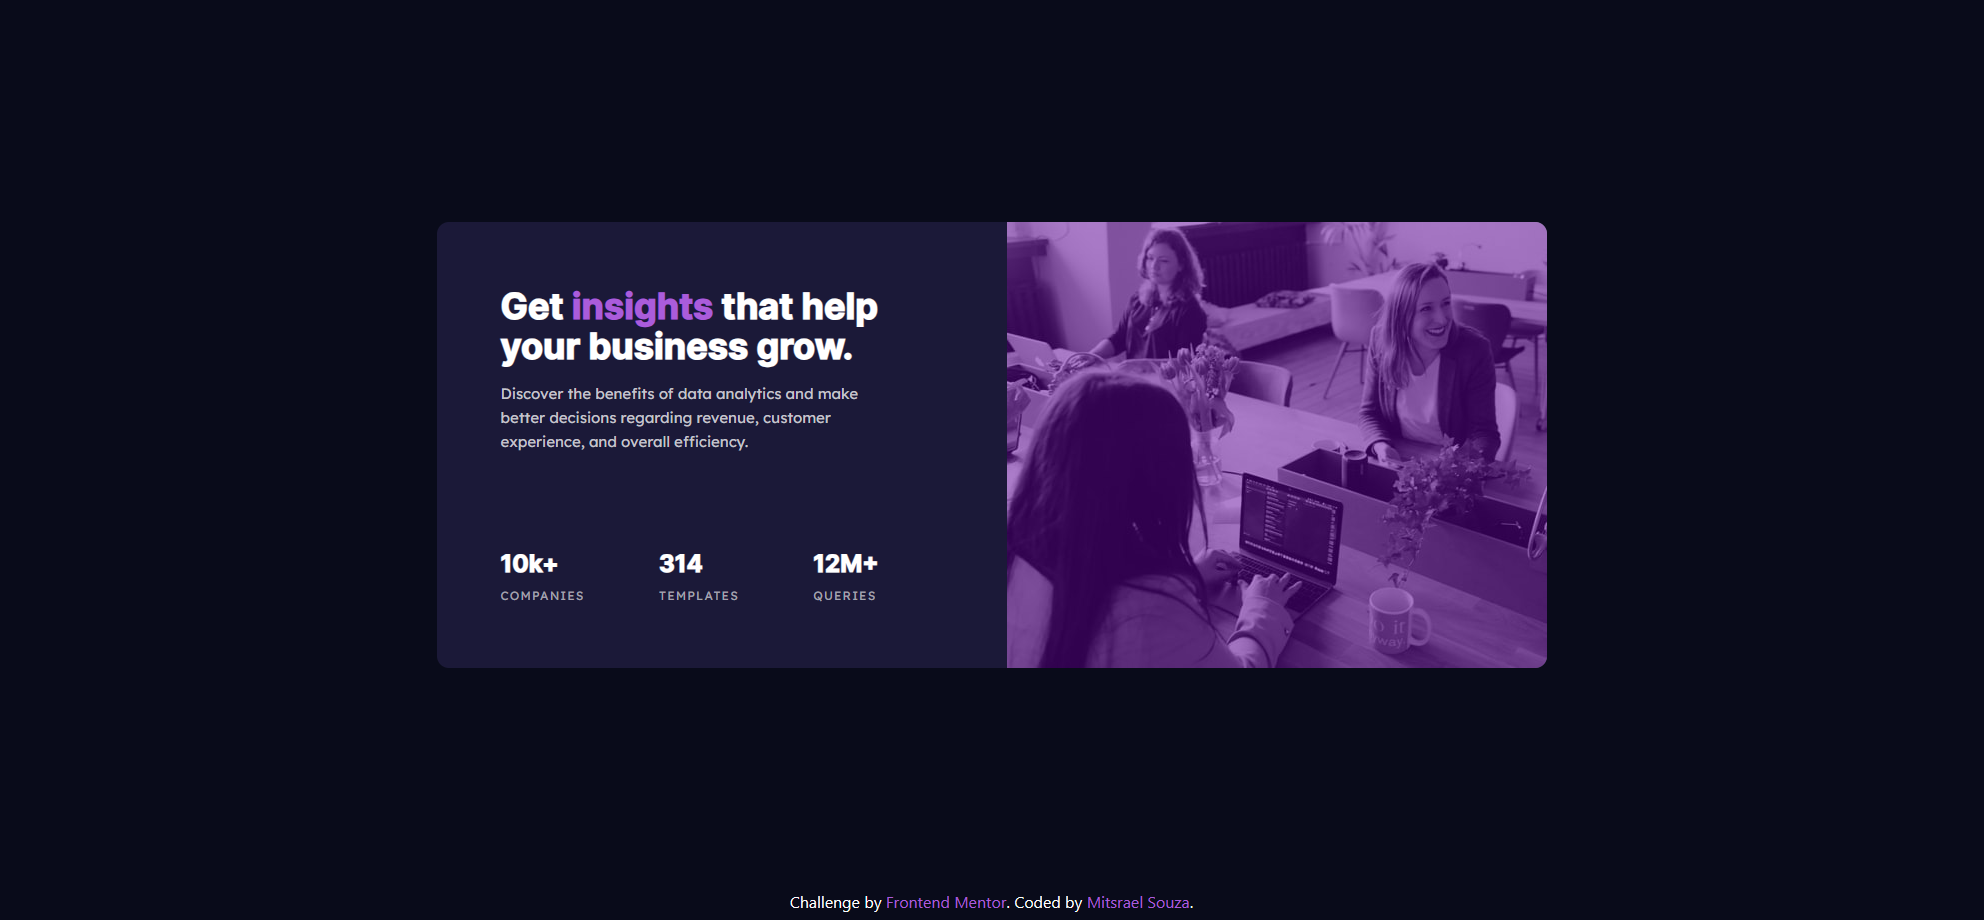 Get insights that help
your business grow.
Discover the benefits of data analytics and make
better decisions regarding revenue, customer
experience, and overall efficiency.
10k+ 314 12M+
COMPANIES TEMPLATES QUERIES
Challenge by Frontend Mentor. Coded by Mitsrael Souza.